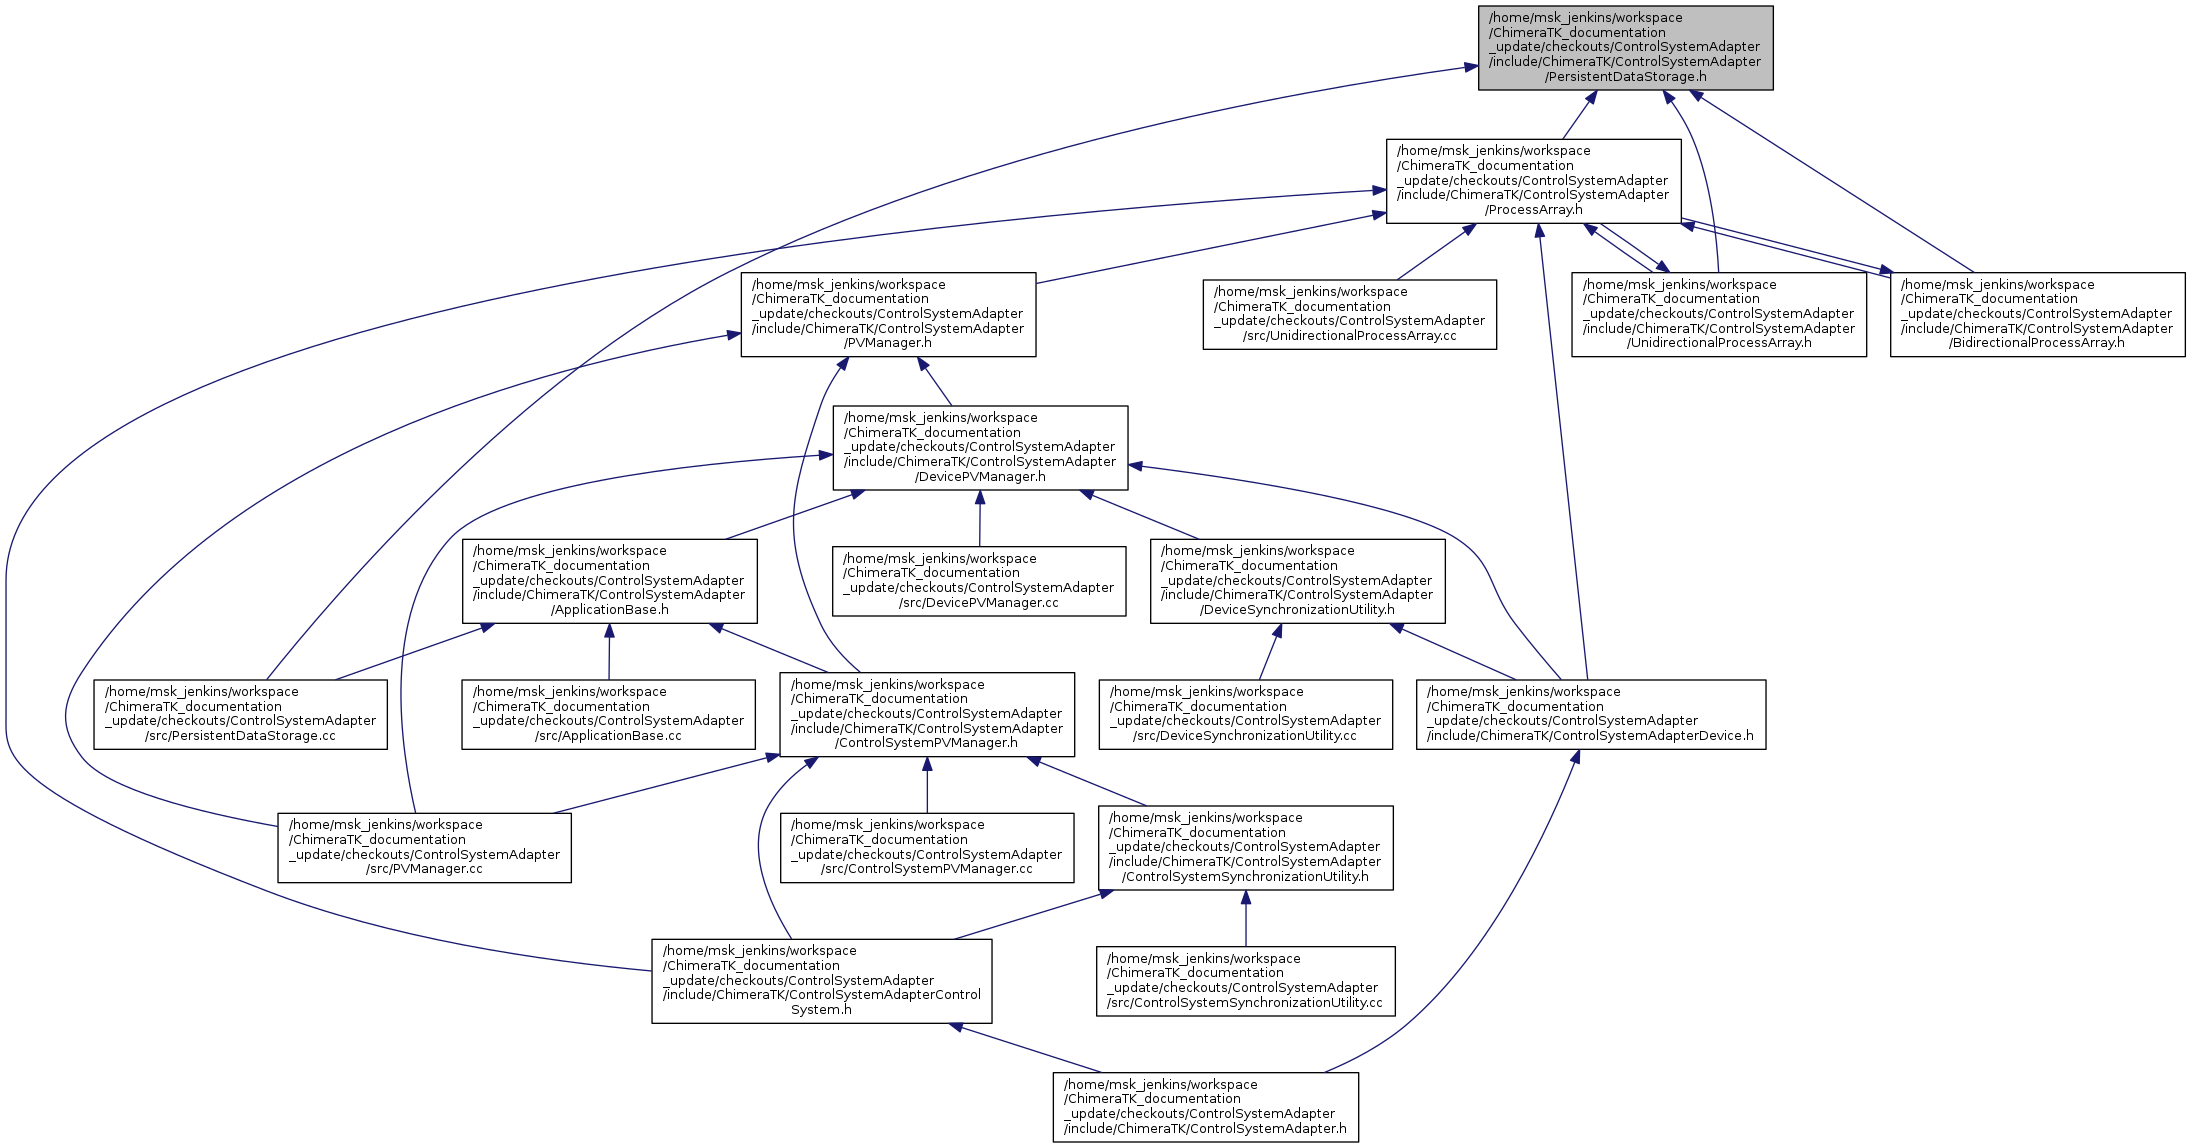 /home/msk_jenkins/workspace
/ChimeraTK_documentation
_update/checkouts/ControlSystemAdapter
/include/ChimeraTK/ControlSystemAdapter
/PersistentDataStorage.h
/home/msk_jenkins/workspace
/ChimeraTK_documentation
_update/checkouts/ControlSystemAdapter
/include/ChimeraTK/ControlSystemAdapter
/ProcessArray.h
/home/msk_jenkins/workspace
/ChimeraTK_documentation
_update/checkouts/ControlSystemAdapter
/include/ChimeraTK/ControlSystemAdapter
/PVManager.h
/home/msk_jenkins/workspace
/ChimeraTK_documentation
_update/checkouts/ControlSystemAdapter
/src/UnidirectionalProcessArray.cc
/home/msk_jenkins/workspace
/ChimeraTK_documentation
_update/checkouts/ControlSystemAdapter
/include/ChimeraTK/ControlSystemAdapter
/UnidirectionalProcessArray.h
/home/msk_jenkins/workspace
/ChimeraTK_documentation
_update/checkouts/ControlSystemAdapter
/include/ChimeraTK/ControlSystemAdapter
/BidirectionalProcessArray.h
/home/msk_jenkins/workspace
/ChimeraTK_documentation
_update/checkouts/ControlSystemAdapter
/include/ChimeraTK/ControlSystemAdapter
/DevicePVManager.h
/home/msk_jenkins/workspace
/ChimeraTK_documentation
_update/checkouts/ControlSystemAdapter
/include/ChimeraTK/ControlSystemAdapter
/ApplicationBase.h
/home/msk_jenkins/workspace
/ChimeraTK_documentation
_update/checkouts/ControlSystemAdapter
/src/DevicePVManager.cc
/home/msk_jenkins/workspace
/ChimeraTK_documentation
_update/checkouts/ControlSystemAdapter
/include/ChimeraTK/ControlSystemAdapter
/DeviceSynchronizationUtility.h
/home/msk_jenkins/workspace
/ChimeraTK_documentation
_update/checkouts/ControlSystemAdapter
/src/PersistentDataStorage.cc
/home/msk_jenkins/workspace
/ChimeraTK_documentation
_update/checkouts/ControlSystemAdapter
/src/ApplicationBase.cc
/home/msk_jenkins/workspace
/ChimeraTK_documentation
_update/checkouts/ControlSystemAdapter
/include/ChimeraTK/ControlSystemAdapter
/ControlSystemPVManager.h
/home/msk_jenkins/workspace
/ChimeraTK_documentation
_update/checkouts/ControlSystemAdapter
/src/DeviceSynchronizationUtility.cc
/home/msk_jenkins/workspace
/ChimeraTK_documentation
_update/checkouts/ControlSystemAdapter
/include/ChimeraTK/ControlSystemAdapterDevice.h
/home/msk_jenkins/workspace
/ChimeraTK_documentation
_update/checkouts/ControlSystemAdapter
/src/PVManager.cc
/home/msk_jenkins/workspace
/ChimeraTK_documentation
_update/checkouts/ControlSystemAdapter
/src/ControlSystemPVManager.cc
/home/msk_jenkins/workspace
/ChimeraTK_documentation
_update/checkouts/ControlSystemAdapter
/include/ChimeraTK/ControlSystemAdapter
/ControlSystemSynchronizationUtility.h
/home/msk_jenkins/workspace
/ChimeraTK_documentation
_update/checkouts/ControlSystemAdapter
/include/ChimeraTK/ControlSystemAdapterControl
System.h
/home/msk_jenkins/workspace
/ChimeraTK_documentation
_update/checkouts/ControlSystemAdapter
/src/ControlSystemSynchronizationUtility.cc
/home/msk_jenkins/workspace
/ChimeraTK_documentation
_update/checkouts/ControlSystemAdapter
/include/ChimeraTK/ControlSystemAdapter.h